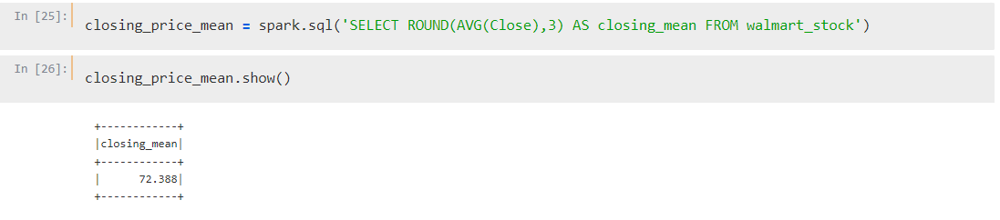 In [25]: closing_price_mean = spark.sql('SELECT ROUND(AVG(Close),3) AS closing_mean FROM walmart_stock')
In [26]: closing_price_mean.show()
+------------+
|closing_mean|
+------------+
|      72.388|
+------------+